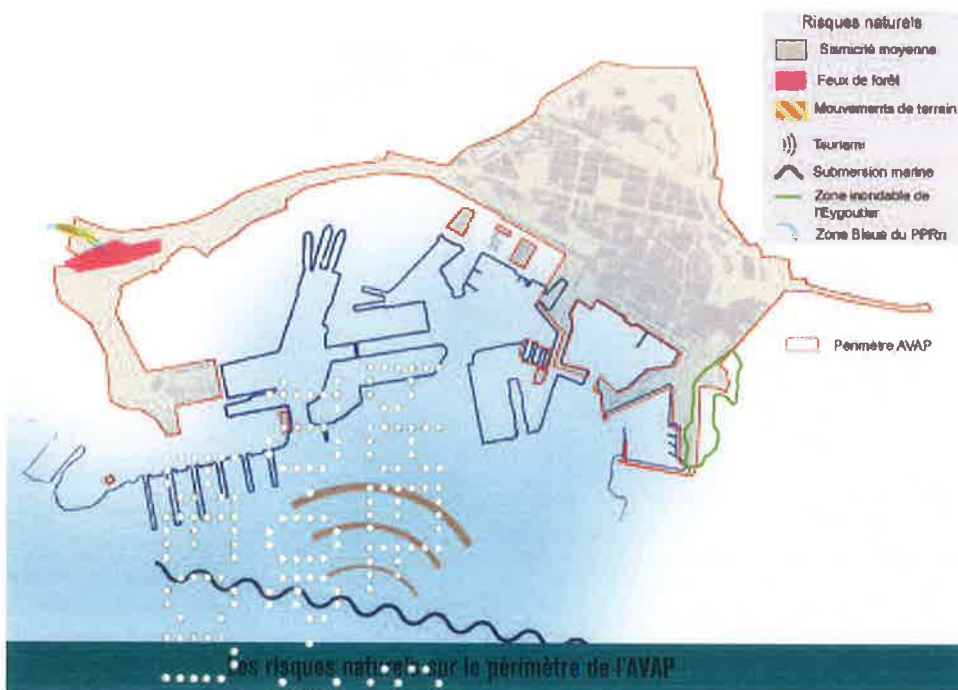 Risques naturels
Sismicité moyenne
Feux de forêt
Mouvements de terrain
Tsunami
Submersion marine
Zone inondable de
l'Eygoutier
Zone Bleue du PPRn
Périmètre AVAP
Les risques naturels sur le périmètre de l'AVAP